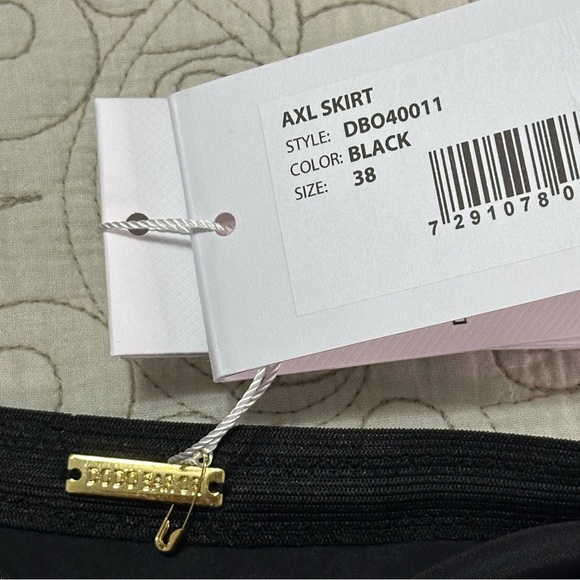 AXL SKIRT
STYLE: DBO40011
COLOR: BLACK
SIZE: 38
7 291078 0